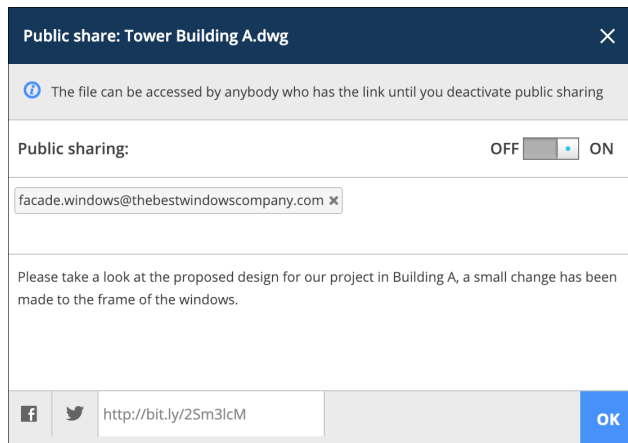 Public share: Tower Building A.dwg
The file can be accessed by anybody who has the link until you deactivate public sharing
Public sharing:
OFF ON
facade.windows@thebestwindowscompany.com
Please take a look at the proposed design for our project in Building A, a small change has been
made to the frame of the windows.
http://bit.ly/2Sm3lcM
OK